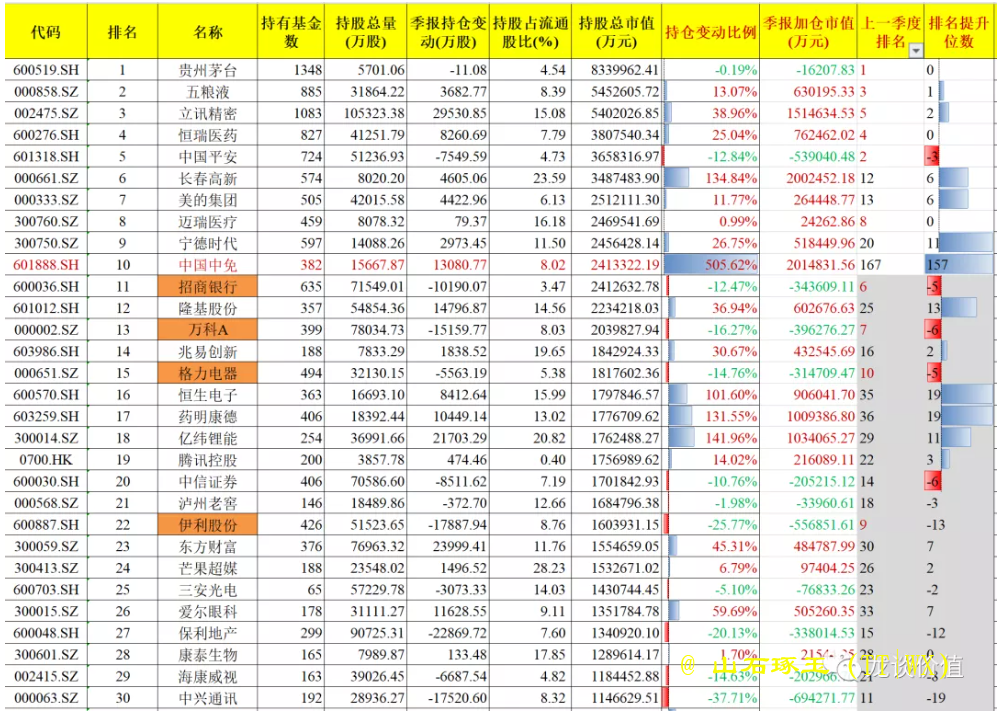 代码 排名 名称 持有基金数 持股总量(万股) 季报持仓变动(万股) 持股占流通股比(%) 持股总市值(万元) 持仓变动比例 季报加仓市值(万元) 上一季度排名 排名提升位数
600519.SH 1 贵州茅台 1348 5701.06 -11.08 4.54 8339962.41 -0.19% -16207.83 1 0
000858.SZ 2 五粮液 885 31864.22 3682.77 8.39 5452605.72 13.07% 630195.33 3 1
002475.SZ 3 立讯精密 1083 105323.38 29530.85 15.08 5402026.85 38.96% 1514634.53 5 2
600276.SH 4 恒瑞医药 827 41251.79 8260.69 7.79 3807540.34 25.04% 762462.02 4 0
601318.SH 5 中国平安 724 51236.93 -7549.59 4.73 3658316.97 -12.84% -539040.48 2 -3
000661.SZ 6 长春高新 574 8020.20 4605.06 23.59 3487483.90 134.84% 2002452.18 12 6
000333.SZ 7 美的集团 505 42015.58 4422.96 6.13 2512111.30 11.77% 264448.77 13 6
300760.SZ 8 迈瑞医疗 459 8078.32 79.37 16.18 2469541.69 0.99% 24262.86 8 0
300750.SZ 9 宁德时代 597 14088.26 2973.45 11.50 2456428.14 26.75% 518449.96 20 11
601888.SH 10 中国中免 382 15667.87 13080.77 8.02 2413322.19 505.62% 2014831.56 167 157
600036.SH 11 招商银行 635 71549.01 -10190.07 3.47 2412632.78 -12.47% -343609.11 6 -5
601012.SH 12 隆基股份 357 54854.36 14796.87 14.56 2234218.03 36.94% 602676.63 25 13
000002.SZ 13 万科A 399 78034.73 -15159.77 8.03 2039827.94 -16.27% -396276.27 7 -6
603986.SH 14 兆易创新 188 7833.29 1838.52 19.65 1842924.33 30.67% 432545.69 16 2
000651.SZ 15 格力电器 494 32130.15 -5563.19 5.38 1817602.36 -14.76% -314709.47 10 -5
600570.SH 16 恒生电子 363 16693.10 8412.64 15.99 1797846.57 101.60% 906041.70 35 19
603259.SH 17 药明康德 406 18392.44 10449.14 13.02 1776709.62 131.55% 1009386.80 36 19
300014.SZ 18 亿纬锂能 254 36991.66 21703.29 20.82 1762488.27 141.96% 1034065.27 29 11
0700.HK 19 腾讯控股 200 3857.78 474.46 0.40 1756989.62 14.02% 216089.11 22 3
600030.SH 20 中信证券 406 70586.60 -8511.62 7.19 1701842.93 -10.76% -205215.12 14 -6
000568.SZ 21 泸州老窖 146 18489.86 -372.70 12.66 1684796.38 -1.98% -33960.61 18 -3
600887.SH 22 伊利股份 426 51523.65 -17887.94 8.76 1603931.15 -25.77% -556851.61 9 -13
300059.SZ 23 东方财富 376 76963.32 23999.41 11.76 1554659.05 45.31% 484787.99 30 7
300413.SZ 24 芒果超媒 188 23548.02 1496.52 28.23 1532671.02 6.79% 97404.25 26 2
600703.SH 25 三安光电 65 57229.78 -3073.33 14.03 1430744.45 -5.10% -76833.26 23 -2
300015.SZ 26 爱尔眼科 178 31111.27 11628.55 9.11 1351784.78 59.69% 505260.35 33 7
600048.SH 27 保利地产 299 90725.31 -22869.72 7.60 1340920.10 -20.13% -338014.53 15 -12
300601.SZ 28 康泰生物 165 7989.87 133.48 17.85 1289614.17 1.70% 28 0
002415.SZ 29 海康威视 163 39026.45 -6687.54 4.82 1184452.88 -14.63% 21 -8
000063.SZ 30 中兴通讯 192 28936.27 -17520.60 8.32 1146629.51 -37.71% -694271.77 11 -19
@山石琢玉（
龙谈价值